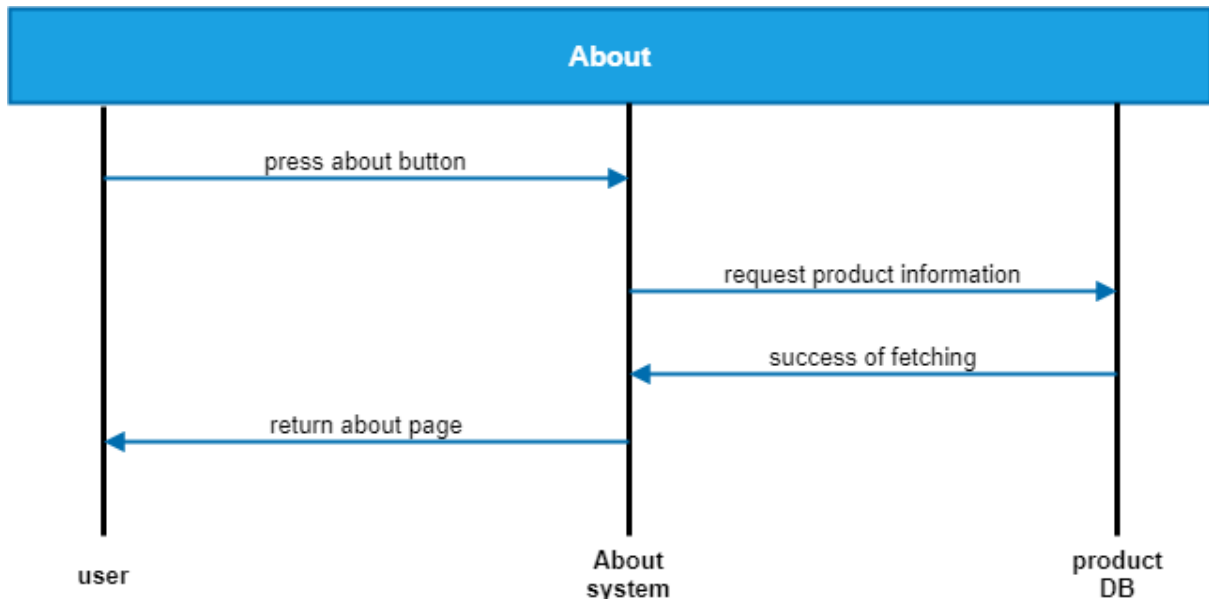 About
press about button
request product information
success of fetching
return about page
user
About
system
product
DB